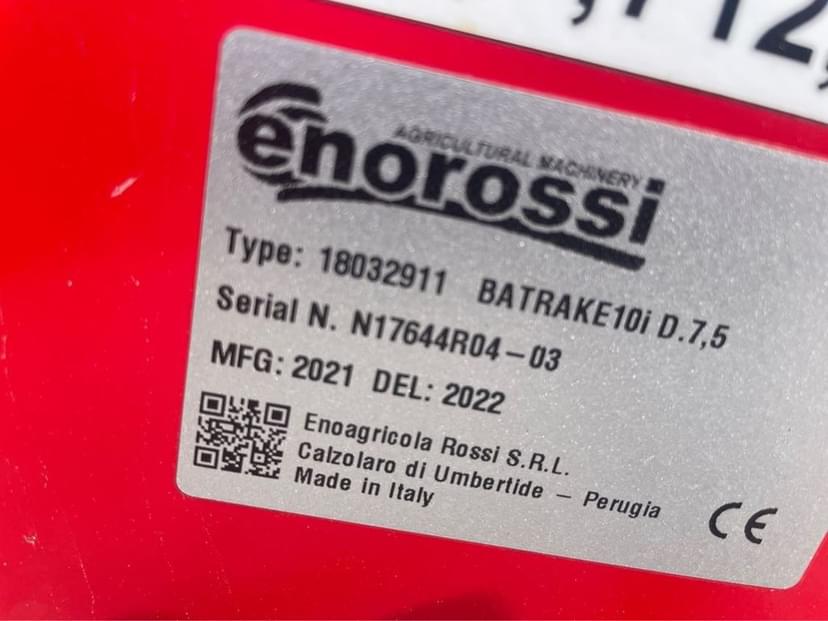 AGRICULTURAL MACHINERY
enorossi
Type: 18032911 BATRAKE10i D.7,5
Serial N. N17644R04-03
MFG: 2021 DEL: 2022
Enoagricola Rossi S.R.L.
Calzolaro di Umbertide - Perugia
Made in Italy
CE